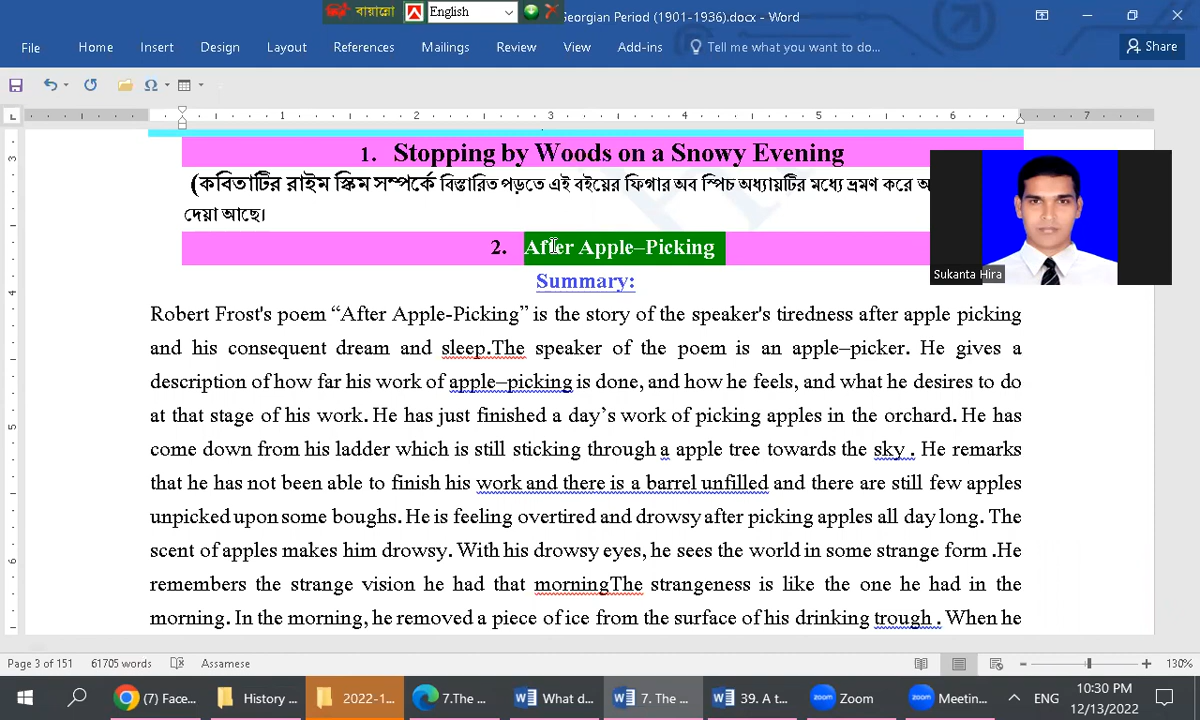 বায়ান্নো
English
Georgian Period (1901-1936).docx - Word
File Home Insert Design Layout References Mailings Review View Add-ins Tell me what you want to do... Share
1 2 3 4 5 6 7
1. Stopping by Woods on a Snowy Evening
(কবিতাটির রাইম স্কিম সম্পর্কে বিস্তারিত পড়তে এই বইয়ের ফিগার অব স্পিচ অধ্যায়টির মধ্যে ভ্রমণ করে
দেয়া আছে।
2. After Apple–Picking
Sukanta Hira
Summary:
Robert Frost's poem “After Apple-Picking” is the story of the speaker's tiredness after apple picking
and his consequent dream and sleep.The speaker of the poem is an apple–picker. He gives a
description of how far his work of apple–picking is done, and how he feels, and what he desires to do
at that stage of his work. He has just finished a day’s work of picking apples in the orchard. He has
come down from his ladder which is still sticking through a apple tree towards the sky . He remarks
that he has not been able to finish his work and there is a barrel unfilled and there are still few apples
unpicked upon some boughs. He is feeling overtired and drowsy after picking apples all day long. The
scent of apples makes him drowsy. With his drowsy eyes, he sees the world in some strange form .He
remembers the strange vision he had that morningThe strangeness is like the one he had in the
morning. In the morning, he removed a piece of ice from the surface of his drinking trough . When he
Page 3 of 151 61705 words Assamese 130%
(7) Face... History ... 2022-1... 7.The ... What d... 7. The ... 39. A t... Zoom Meetin... ENG 10:30 PM
12/13/2022